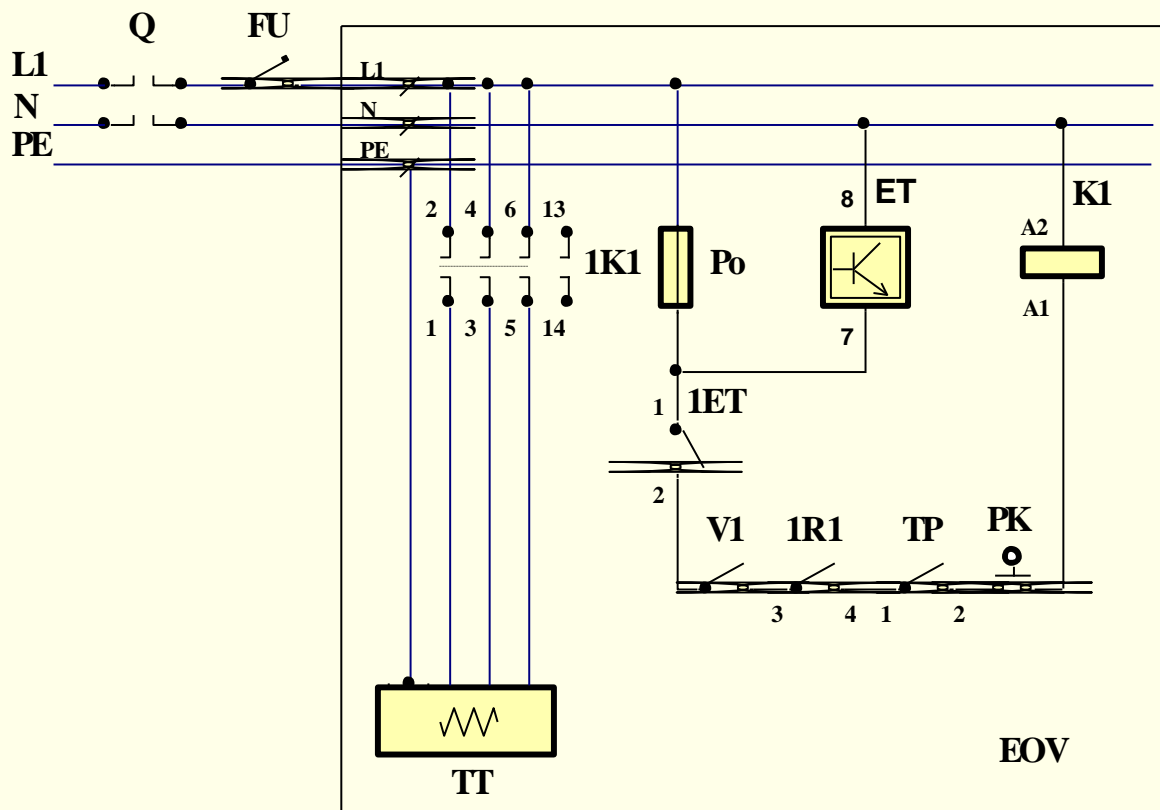 Q FU
L1 L1
N N
PE PE
8 ET K1
2 4 6 13 A2
1K1 Po
1 3 5 14 A1
7
1 1ET
2
V1 1R1 TP PK
3 4 1 2
EOV
TT